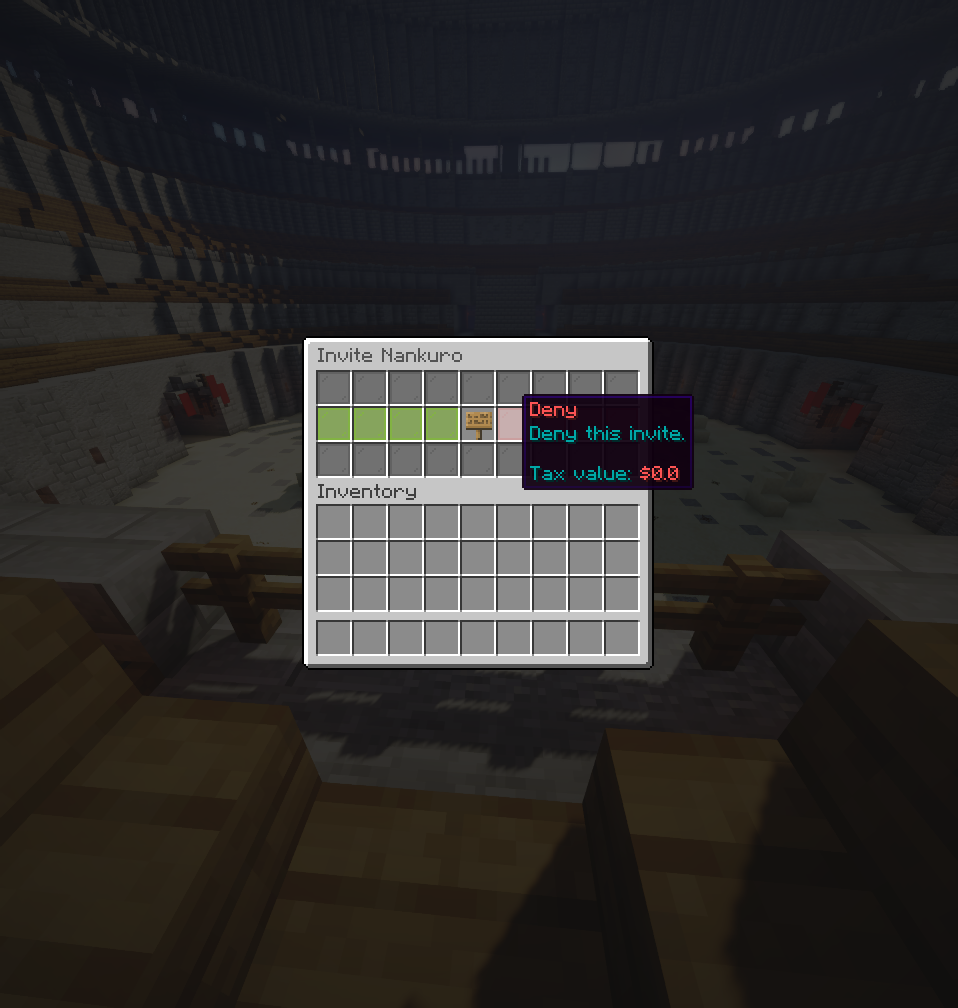 Invite Nankuro
Deny
Deny this invite.
Tax value: $0.0
Inventory